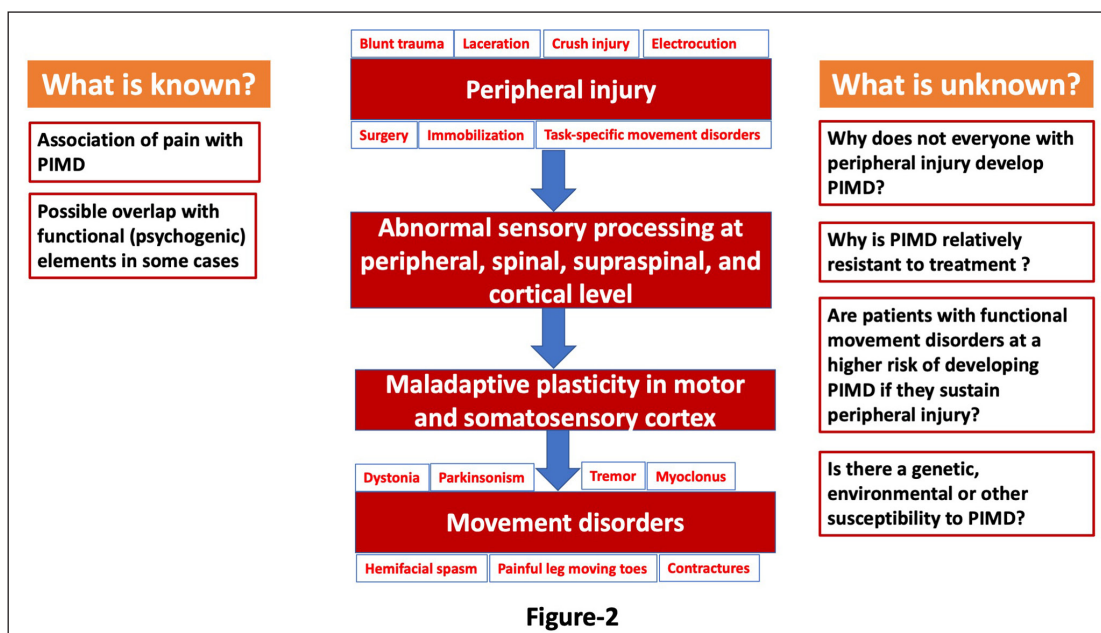 What is known?
Association of pain with
PIMD
Possible overlap with
functional (psychogenic)
elements in some cases
Blunt trauma
Laceration
Crush injury
Electrocution
Peripheral injury
Surgery
Immobilization
Task-specific movement disorders
Abnormal sensory processing at
peripheral, spinal, supraspinal, and
cortical level
Maladaptive plasticity in motor
and somatosensory cortex
Dystonia
Parkinsonism
Tremor
Myoclonus
Movement disorders
Hemifacial spasm
Painful leg moving toes
Contractures
What is unknown?
Why does not everyone with
peripheral injury develop
PIMD?
Why is PIMD relatively
resistant to treatment ?
Are patients with functional
movement disorders at a
higher risk of developing
PIMD if they sustain
peripheral injury?
Is there a genetic,
environmental or other
susceptibility to PIMD?
Figure-2